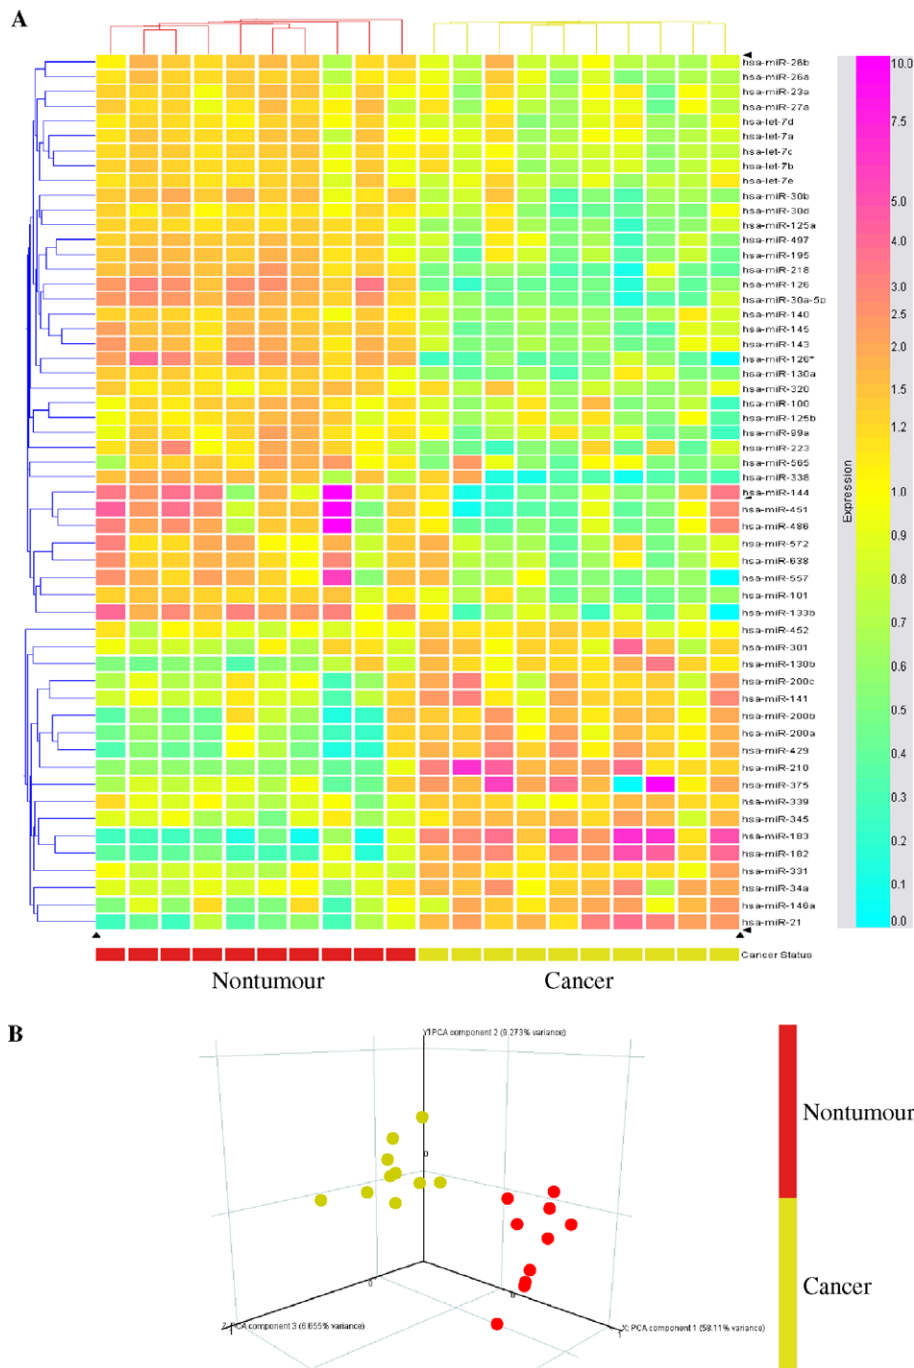 A
hsa-miR-26b
hsa-miR-26a
hsa-miR-23a
hsa-miR-27a
hsa-let-7d
hsa-let-7a
hsa-let-7c
hsa-let-7b
hsa-let-7e
hsa-miR-30b
hsa-miR-30d
hsa-miR-125a
hsa-miR-497
hsa-miR-195
hsa-miR-218
hsa-miR-126
hsa-miR-30a-5p
hsa-miR-140
hsa-miR-145
hsa-miR-143
hsa-miR-126*
hsa-miR-130a
hsa-miR-320
hsa-miR-100
hsa-miR-125b
hsa-miR-99a
hsa-miR-223
hsa-miR-565
hsa-miR-338
hsa-miR-144
hsa-miR-451
hsa-miR-486
hsa-miR-572
hsa-miR-638
hsa-miR-557
hsa-miR-101
hsa-miR-133b
hsa-miR-452
hsa-miR-301
hsa-miR-130b
hsa-miR-200c
hsa-miR-141
hsa-miR-200b
hsa-miR-200a
hsa-miR-429
hsa-miR-210
hsa-miR-375
hsa-miR-339
hsa-miR-345
hsa-miR-183
hsa-miR-182
hsa-miR-331
hsa-miR-34a
hsa-miR-146a
hsa-miR-21
Cancer Status
Expression
10.0
7.5
5.0
4.0
3.0
2.5
2.0
1.5
1.2
1.0
0.9
0.8
0.7
0.6
0.5
0.4
0.3
0.2
0.1
0.0
Nontumour
Cancer
B
Y:PCA component 2 (9.273% variance)
0
0
0
Z: PCA component 3 (6.655% variance)
1
X: PCA component 1 (58.11% variance)
1
Nontumour
Cancer